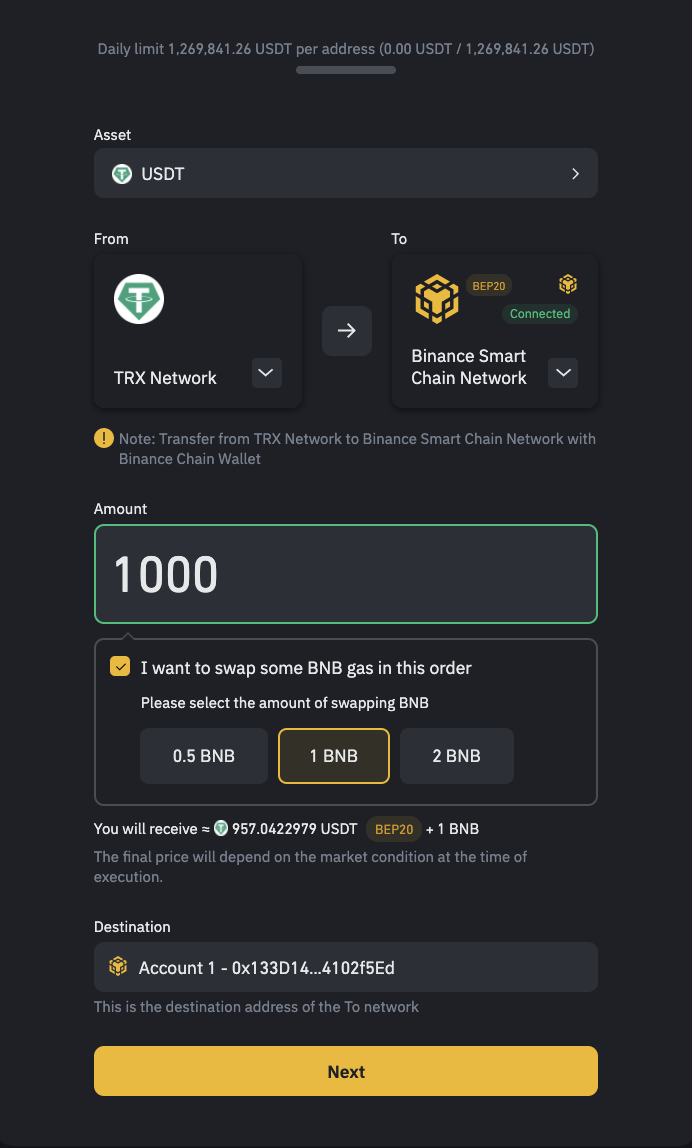 Daily limit 1,269,841.26 USDT per address (0.00 USDT / 1,269,841.26 USDT)
Asset
USDT
From
To
BEP20
Connected
TRX Network
Binance Smart
Chain Network
Note: Transfer from TRX Network to Binance Smart Chain Network with
Binance Chain Wallet
Amount
1000
I want to swap some BNB gas in this order
Please select the amount of swapping BNB
0.5 BNB
1 BNB
2 BNB
You will receive ≈ 957.0422979 USDT BEP20 + 1 BNB
The final price will depend on the market condition at the time of
execution.
Destination
Account 1 - 0x133D14...4102f5Ed
This is the destination address of the To network
Next